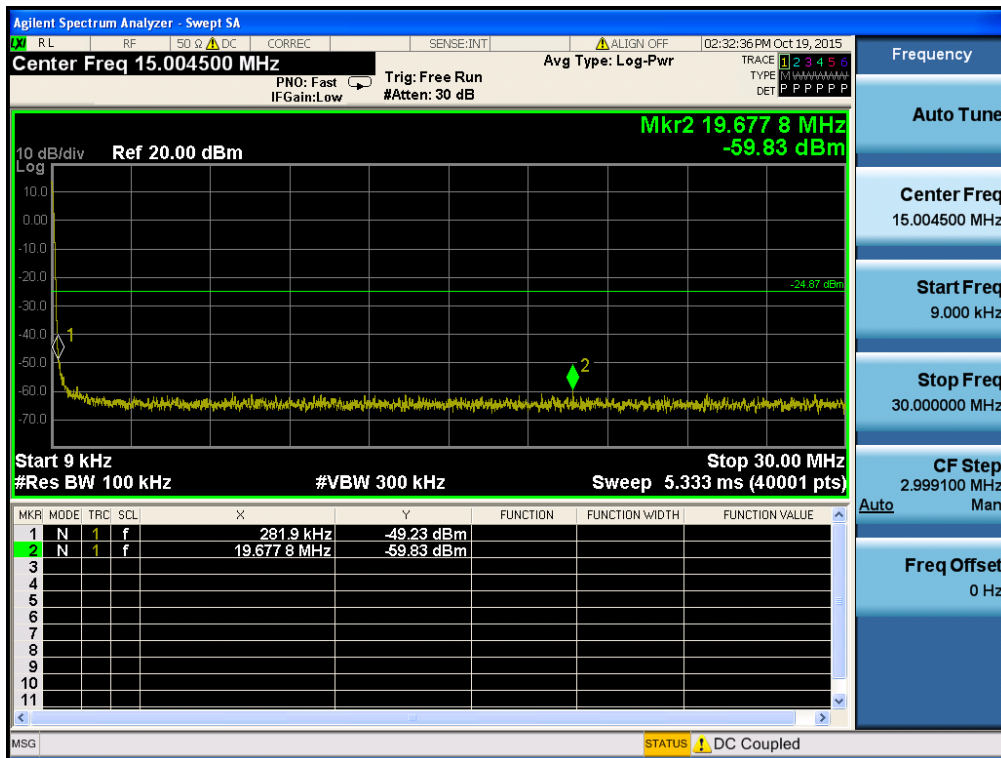 Agilent Spectrum Analyzer - Swept SA
LXI RL RF 50 Ω DC CORREC SENSE:INT ALIGN OFF 02:32:36 PM Oct 19, 2015
Center Freq 15.004500 MHz
PNO: Fast
IFGain:Low
Trig: Free Run
#Atten: 30 dB
Avg Type: Log-Pwr
TRACE 1 2 3 4 5 6
TYPE M WWWWW
DET P P P P P P
Mkr2 19.677 8 MHz
-59.83 dBm
10 dB/div Ref 20.00 dBm
Log
10.0
0.00
-10.0
-20.0
-24.87 dBm
-30.0
-40.0
1
-50.0
2
-60.0
-70.0
Start 9 kHz Stop 30.00 MHz
#Res BW 100 kHz #VBW 300 kHz Sweep 5.333 ms (40001 pts)
MKR MODE TRC SCL X Y FUNCTION FUNCTION WIDTH FUNCTION VALUE
1 N 1 f 281.9 kHz -49.23 dBm
2 N 1 f 19.677 8 MHz -59.83 dBm
3
4
5
6
7
8
9
10
11
MSG STATUS DC Coupled
Frequency
Auto Tune
Center Freq
15.004500 MHz
Start Freq
9.000 kHz
Stop Freq
30.000000 MHz
CF Step
2.999100 MHz
Auto Man
Freq Offset
0 Hz